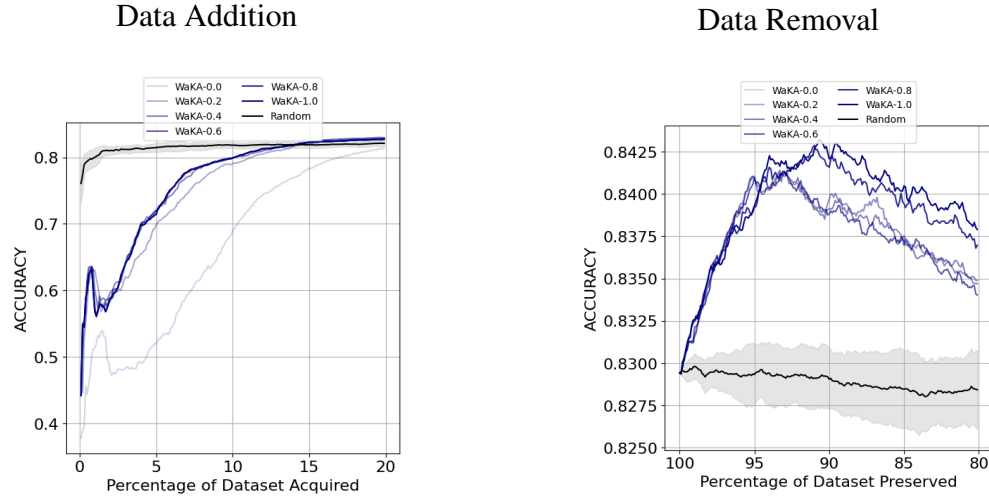 Data Addition
WaKA-0.0
WaKA-0.2
WaKA-0.4
WaKA-0.6
WaKA-0.8
WaKA-1.0
Random
0.8
0.7
0.6
0.5
0.4
ACCURACY
0 5 10 15 20
Percentage of Dataset Acquired
Data Removal
WaKA-0.0
WaKA-0.2
WaKA-0.4
WaKA-0.6
WaKA-0.8
WaKA-1.0
Random
0.8425
0.8400
0.8375
0.8350
0.8325
0.8300
0.8275
0.8250
ACCURACY
100 95 90 85 80
Percentage of Dataset Preserved